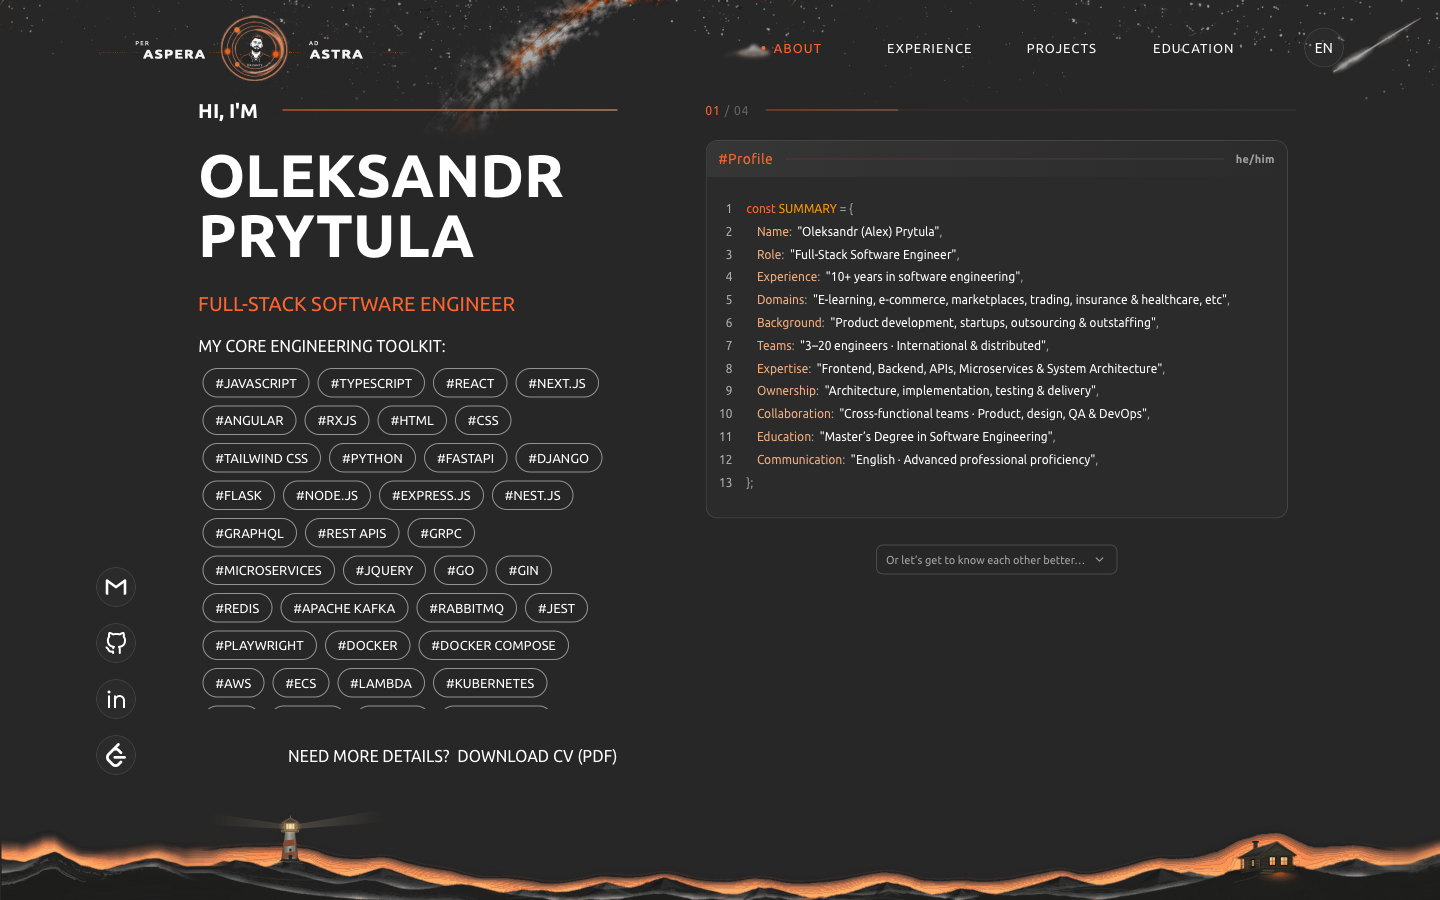 PER
ASPERA
AD
ASTRA
ABOUT
EXPERIENCE
PROJECTS
EDUCATION
EN
HI, I'M
OLEKSANDR
PRYTULA
FULL-STACK SOFTWARE ENGINEER
MY CORE ENGINEERING TOOLKIT:
#JAVASCRIPT #TYPESCRIPT #REACT #NEXT.JS
#ANGULAR #RXJS #HTML #CSS
#TAILWIND CSS #PYTHON #FASTAPI #DJANGO
#FLASK #NODE.JS #EXPRESS.JS #NEST.JS
#GRAPHQL #REST APIS #GRPC
#MICROSERVICES #JQUERY #GO #GIN
#REDIS #APACHE KAFKA #RABBITMQ #JEST
#PLAYWRIGHT #DOCKER #DOCKER COMPOSE
#AWS #ECS #LAMBDA #KUBERNETES
in
NEED MORE DETAILS? DOWNLOAD CV (PDF)
01 / 04
#Profile he/him
1 const SUMMARY = {
2 Name: "Oleksandr (Alex) Prytula",
3 Role: "Full-Stack Software Engineer",
4 Experience: "10+ years in software engineering",
5 Domains: "E-learning, e-commerce, marketplaces, trading, insurance & healthcare, etc",
6 Background: "Product development, startups, outsourcing & outstaffing",
7 Teams: "3–20 engineers · International & distributed",
8 Expertise: "Frontend, Backend, APIs, Microservices & System Architecture",
9 Ownership: "Architecture, implementation, testing & delivery",
10 Collaboration: "Cross-functional teams · Product, design, QA & DevOps",
11 Education: "Master’s Degree in Software Engineering",
12 Communication: "English · Advanced professional proficiency",
13 };
Or let’s get to know each other better...